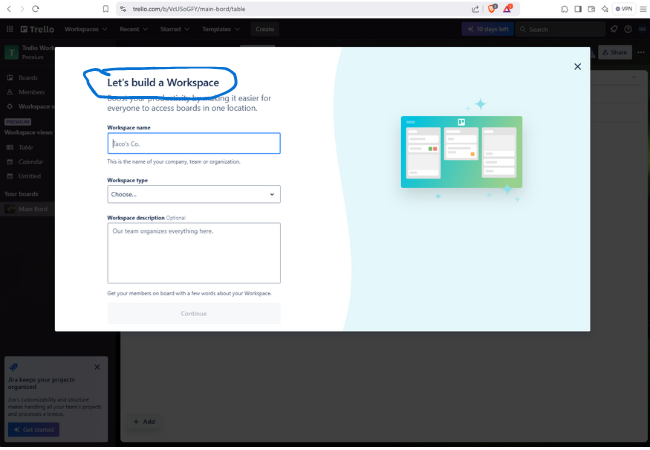 trello.com/b/VcUSoGFY/main-bord/table
VPN
Trello
Workspaces
Recent
Starred
Templates
Create
10 days left
Search
T
Trello Work
Premium
Share
Boards
Members
Workspace
PREMIUM
Workspace views
Table
Calendar
Untitled
Your boards
Main Bord
Let's build a Workspace
Boost your productivity by making it easier for
everyone to access boards in one location.
Workspace name
Taco's Co.
This is the name of your company, team or organization.
Workspace type
Choose...
Workspace description Optional
Our team organizes everything here.
Get your members on board with a few words about your Workspace.
Continue
Jira keeps your projects
organized
Jira's customizability and structure
makes handling all your team's projects
and processes a breeze.
Get started
+ Add